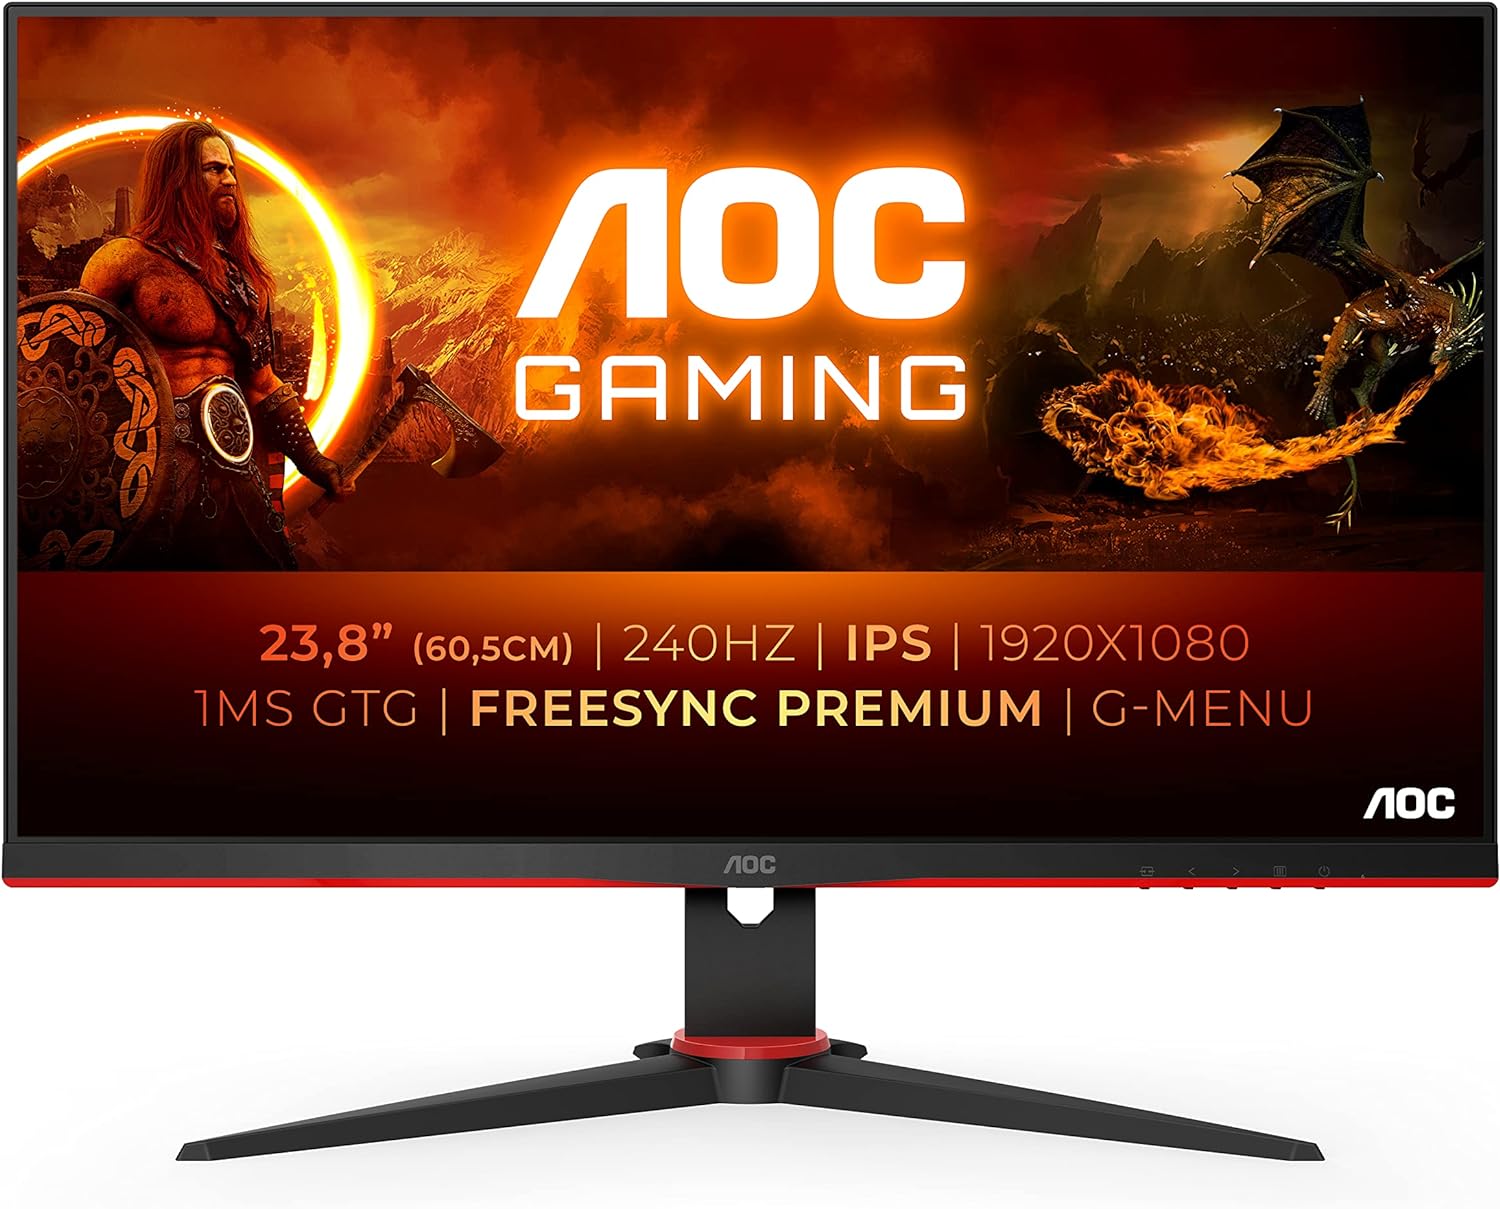 AOC
GAMING
23,8” (60,5CM) | 240HZ | IPS | 1920X1080
1MS GTG | FREESYNC PREMIUM | G-MENU
AOC
AOC